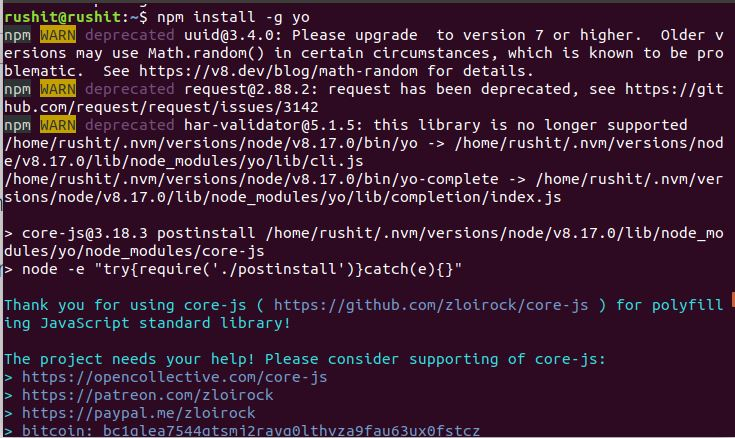 rushit@rushit:~$ npm install -g yo
npm WARN deprecated uuid@3.4.0: Please upgrade  to version 7 or higher.  Older v
ersions may use Math.random() in certain circumstances, which is known to be pro
blematic.  See https://v8.dev/blog/math-random for details.
npm WARN deprecated request@2.88.2: request has been deprecated, see https://git
hub.com/request/request/issues/3142
npm WARN deprecated har-validator@5.1.5: this library is no longer supported
/home/rushit/.nvm/versions/node/v8.17.0/bin/yo -> /home/rushit/.nvm/versions/nod
e/v8.17.0/lib/node_modules/yo/lib/cli.js
/home/rushit/.nvm/versions/node/v8.17.0/bin/yo-complete -> /home/rushit/.nvm/ver
sions/node/v8.17.0/lib/node_modules/yo/lib/completion/index.js

> core-js@3.18.3 postinstall /home/rushit/.nvm/versions/node/v8.17.0/lib/node_mo
dules/yo/node_modules/core-js
> node -e "try{require('./postinstall')}catch(e){}"

Thank you for using core-js ( https://github.com/zloirock/core-js ) for polyfill
ing JavaScript standard library!

The project needs your help! Please consider supporting of core-js:
> https://opencollective.com/core-js
> https://patreon.com/zloirock
> https://paypal.me/zloirock
> bitcoin: bc1qlea7544qtsmj2rayg0lthvza9fau63ux0fstcz